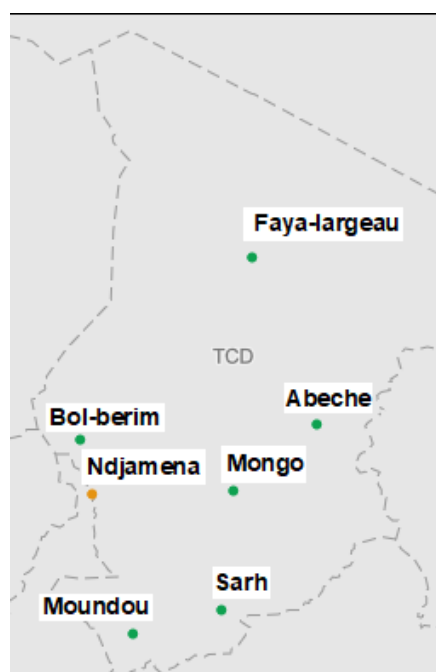 Faya-largeau
TCD
Abeche
Bol-berim
Ndjamena
Mongo
Sarh
Moundou